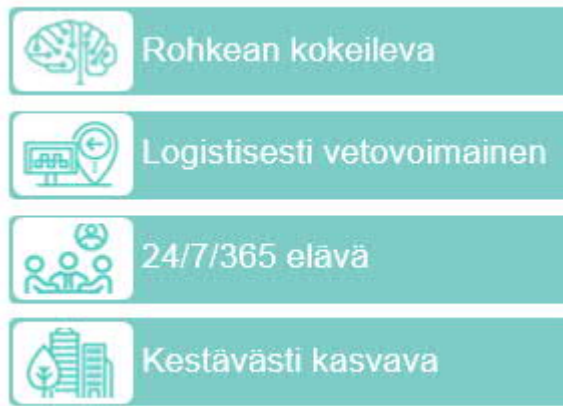 Rohkean kokeileva
Logistisesti vetovoimainen
24/7/365 elävä
Kestävästi kasvava